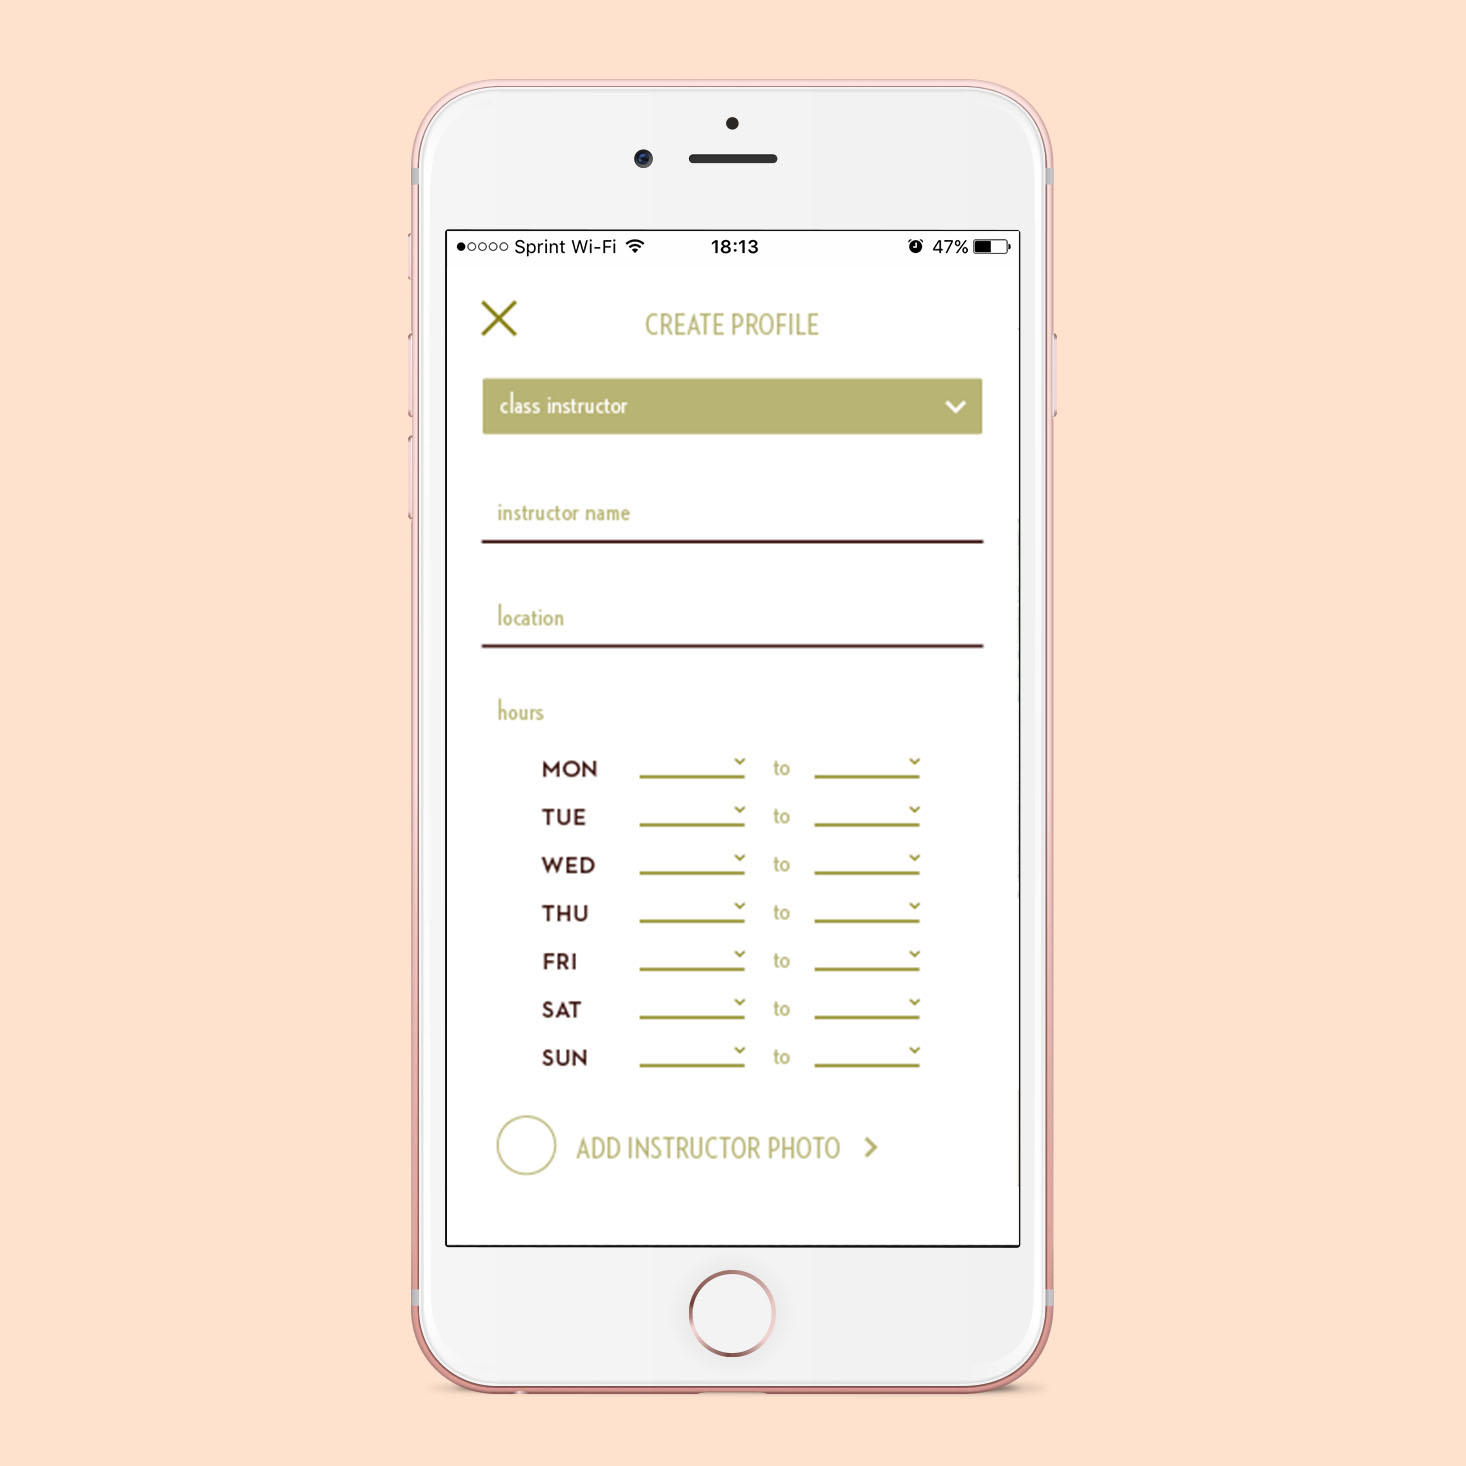 Sprint Wi-Fi 18:13 47%
CREATE PROFILE
class instructor
instructor name
location
hours
MON to
TUE to
WED to
THU to
FRI to
SAT to
SUN to
ADD INSTRUCTOR PHOTO